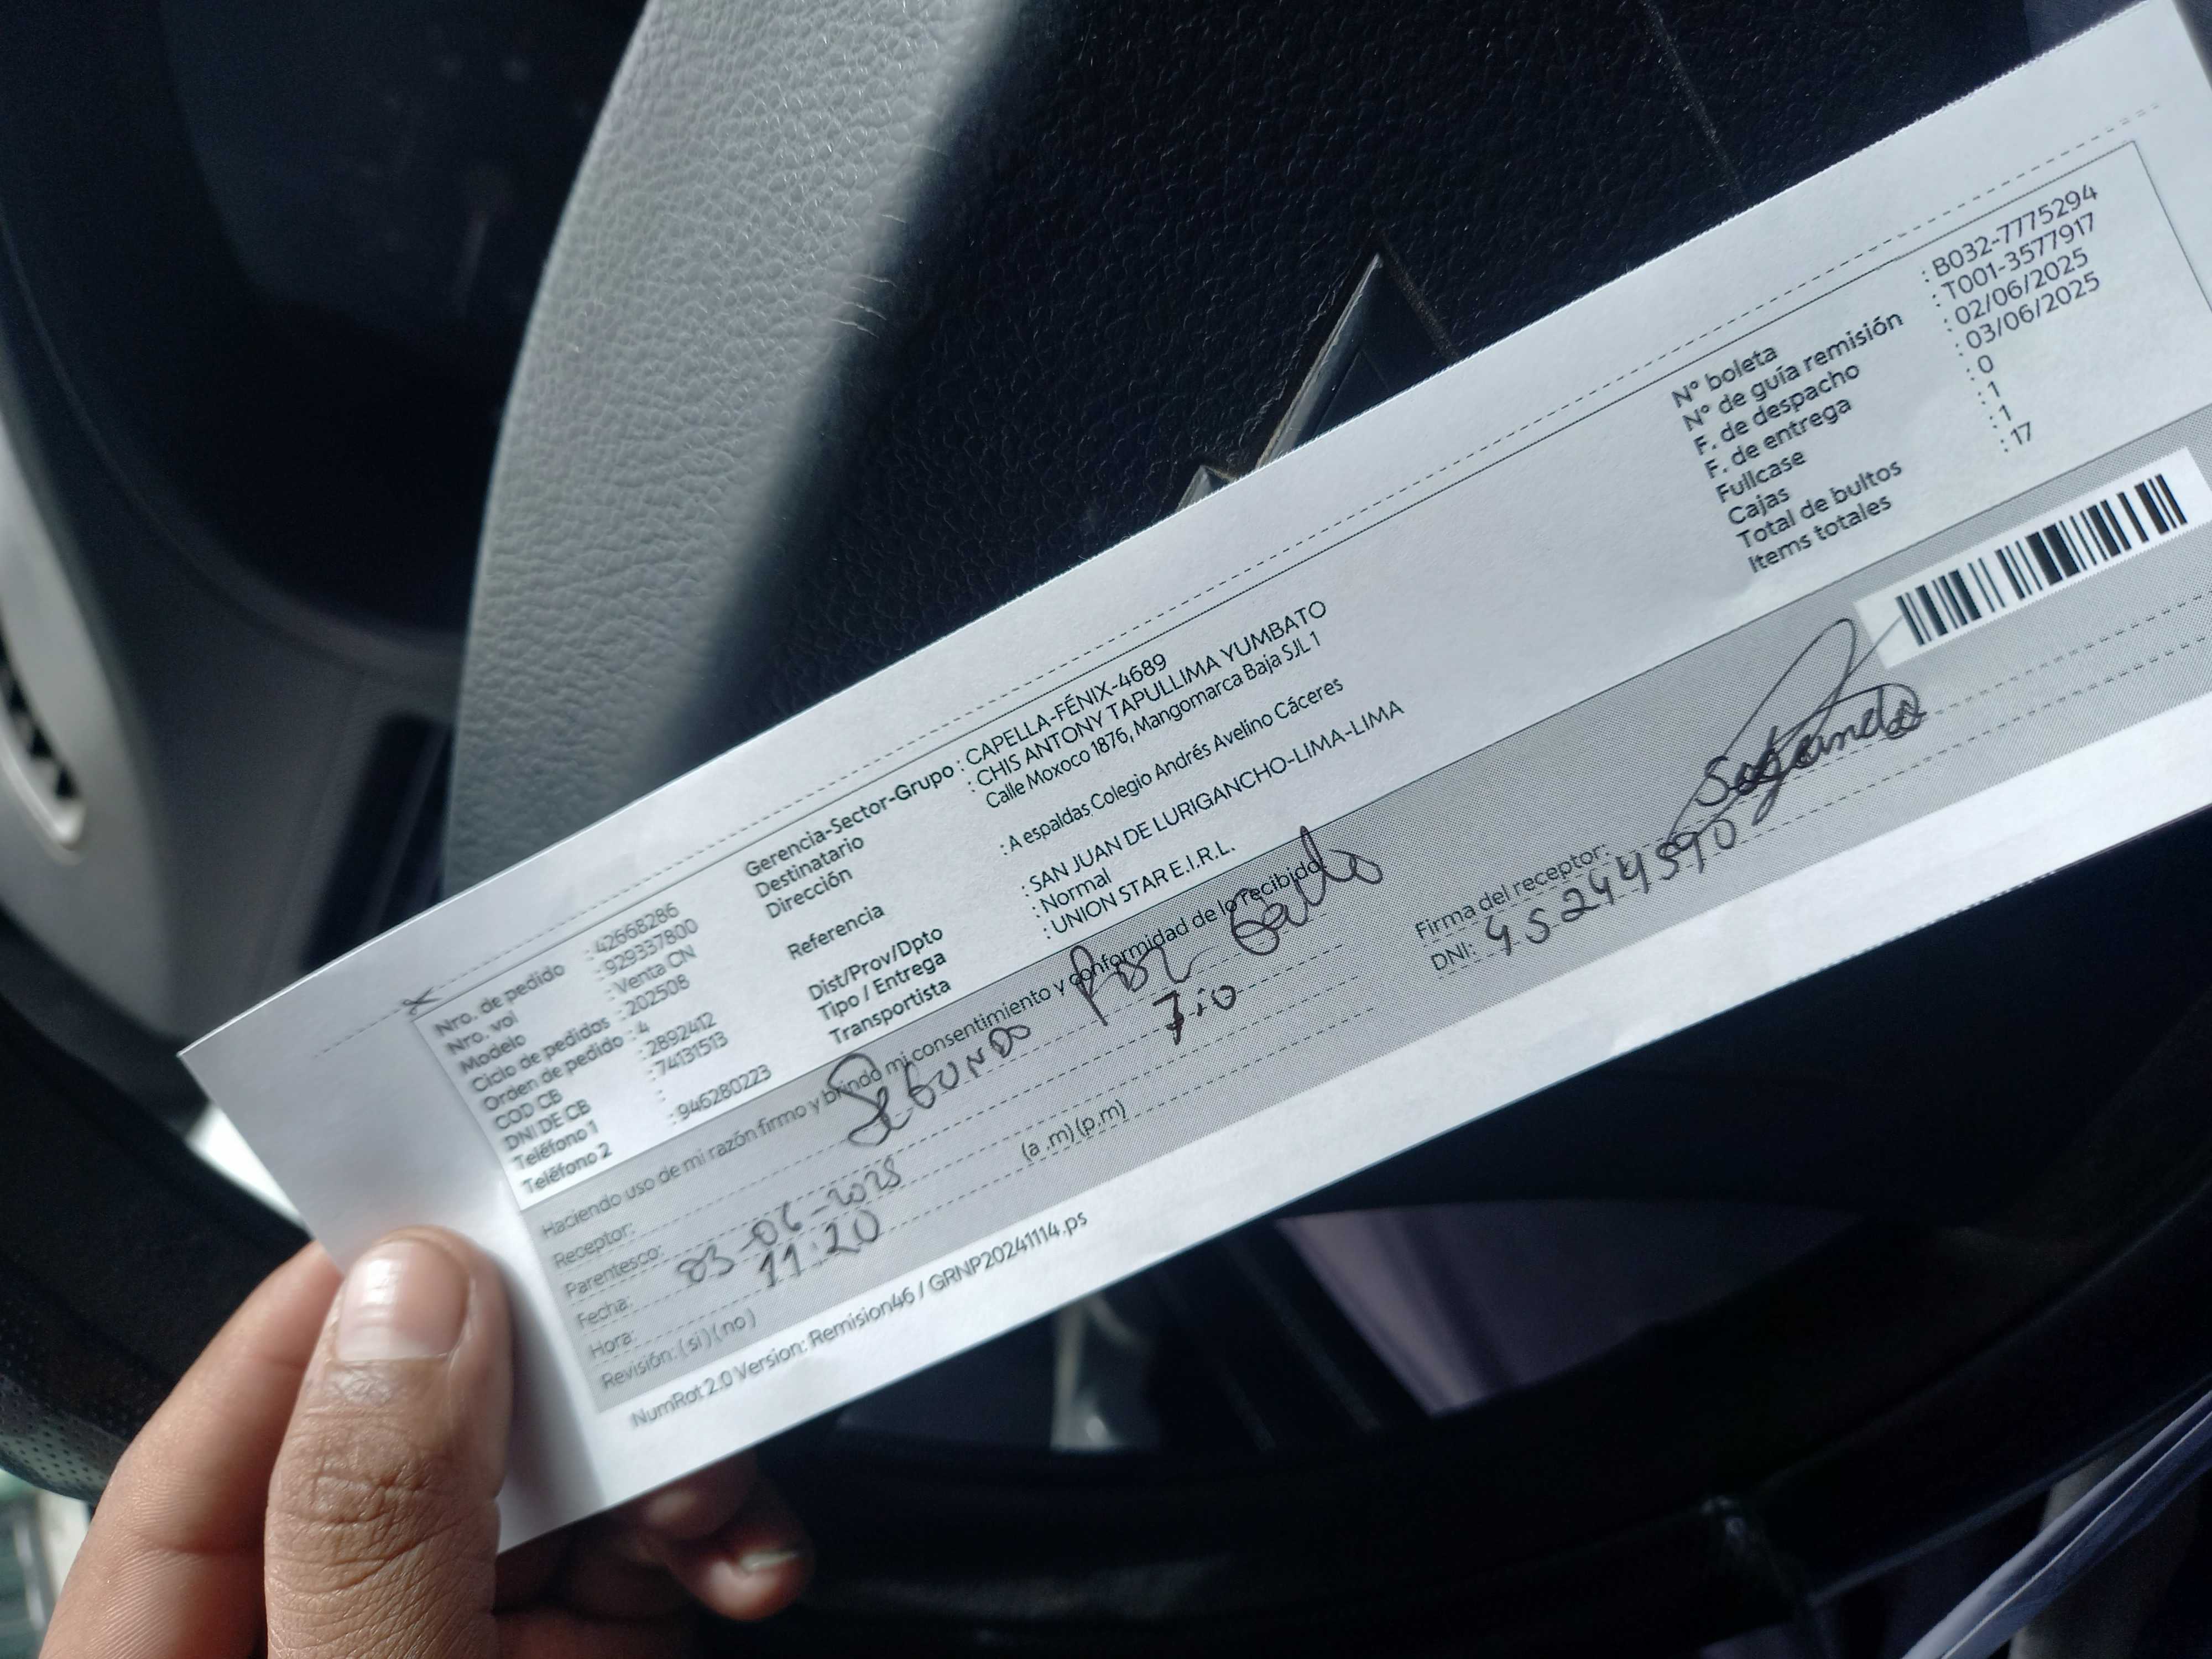 Nro. de pedido : 42668286
Nro. vol : 929337800
Modelo : Venta CN
Ciclo de pedidos : 202508
Orden de pedido : 4
COD CB : 2892412
DNI DE CB : 74131513
Teléfono 1 :
Teléfono 2 : 946280223
Gerencia-Sector-Grupo : CAPELLA-FÉNIX-4689
Destinatario : CHIS ANTONY TAPULLIMA YUMBATO
Dirección Calle Moxoco 1876, Mangomarca Baja SJL 1
Referencia : A espaldas Colegio Andrés Avelino Cáceres
Dist/Prov/Dpto : SAN JUAN DE LURIGANCHO-LIMA-LIMA
Tipo / Entrega : Normal
Transportista : UNION STAR E.I.R.L.
N° boleta : B032-7775294
N° de guía remisión : T001-3577917
F. de despacho : 02/06/2025
F. de entrega : 03/06/2025
Fullcase : 0
Cajas : 1
Total de bultos : 1
Items totales : 17
Haciendo uso de mi razón firmo y brindo mi consentimiento y conformidad de lo recibido
Receptor: Segundo
Parentesco: Tio
Fecha: 03-06-2025
Hora: 11:20 (a .m) (p.m)
Revisión: ( si ) ( no )
Firma del receptor: Segundo
DNI:
NumRot 2.0 Version: Remision46 / GRNP20241114.ps